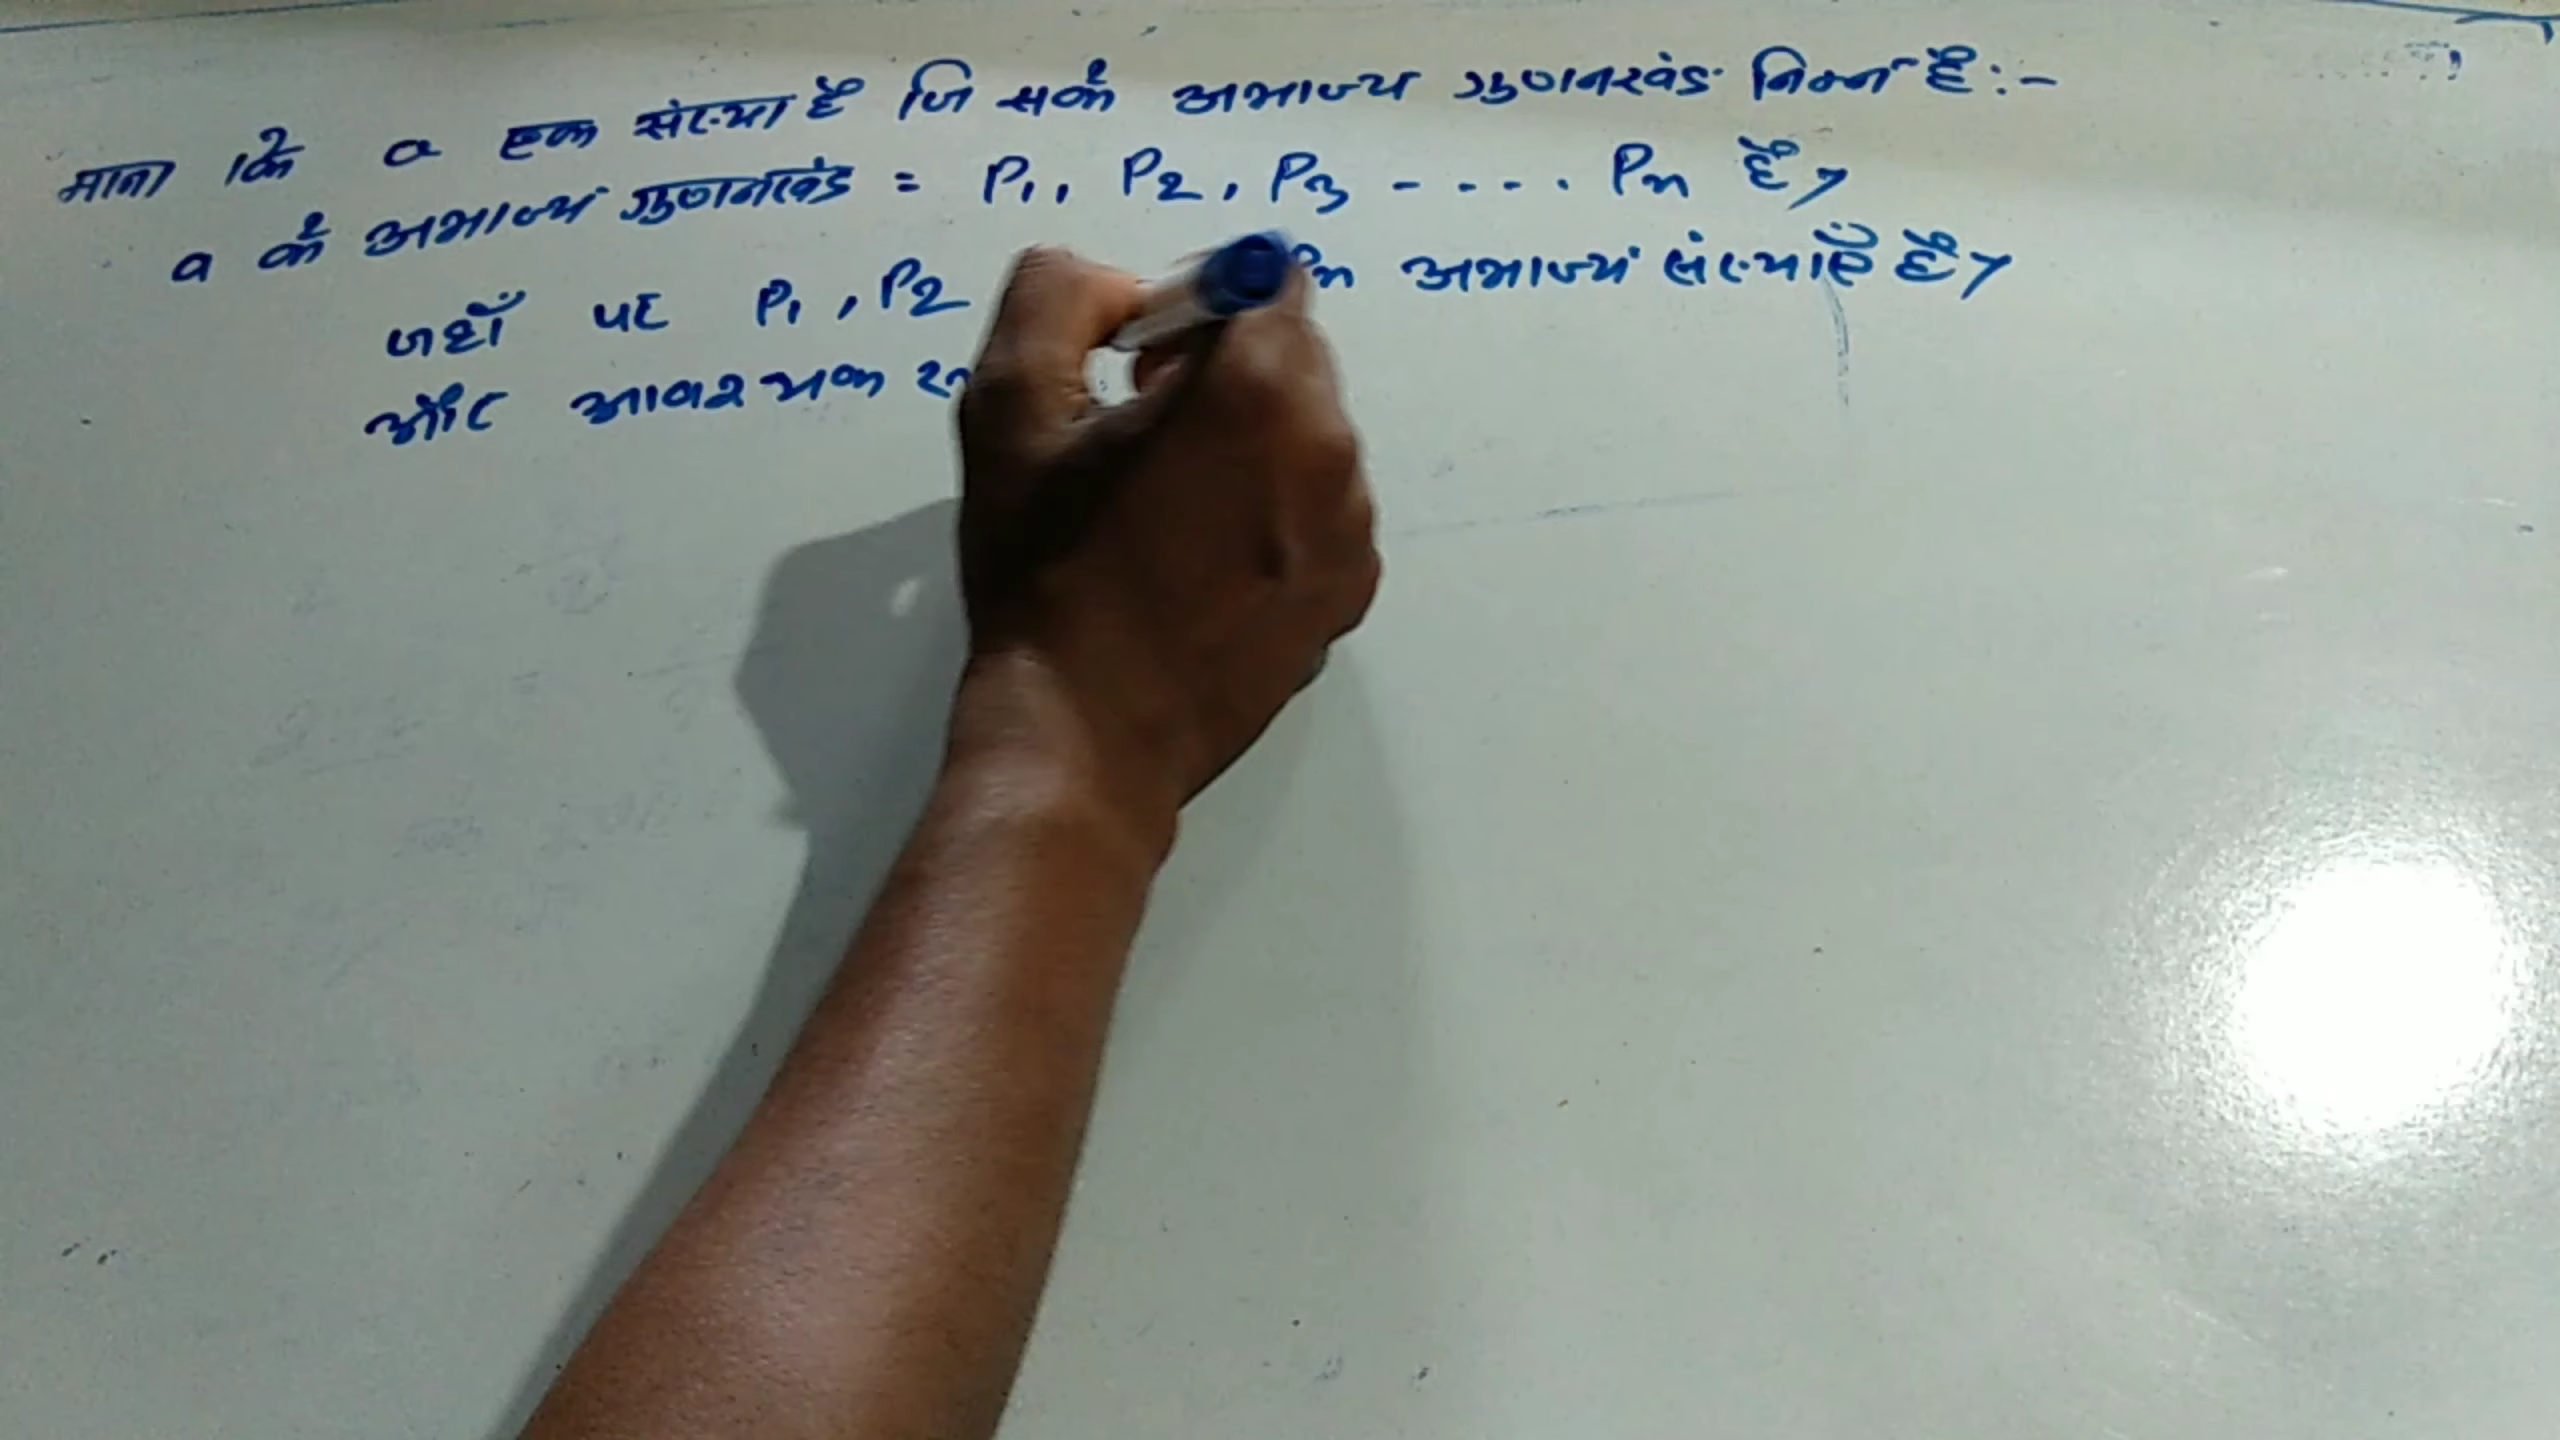 माना कि a एक संख्या है जिसके अभाज्य गुणनखंड निम्न है:-
a के अभाज्य गुणनखंड = P₁, P₂, P₃ - . . . . Pn है,
जहाँ पर P₁, P₂ Pn अभाज्य संख्याएँ है,
और आवश्यक